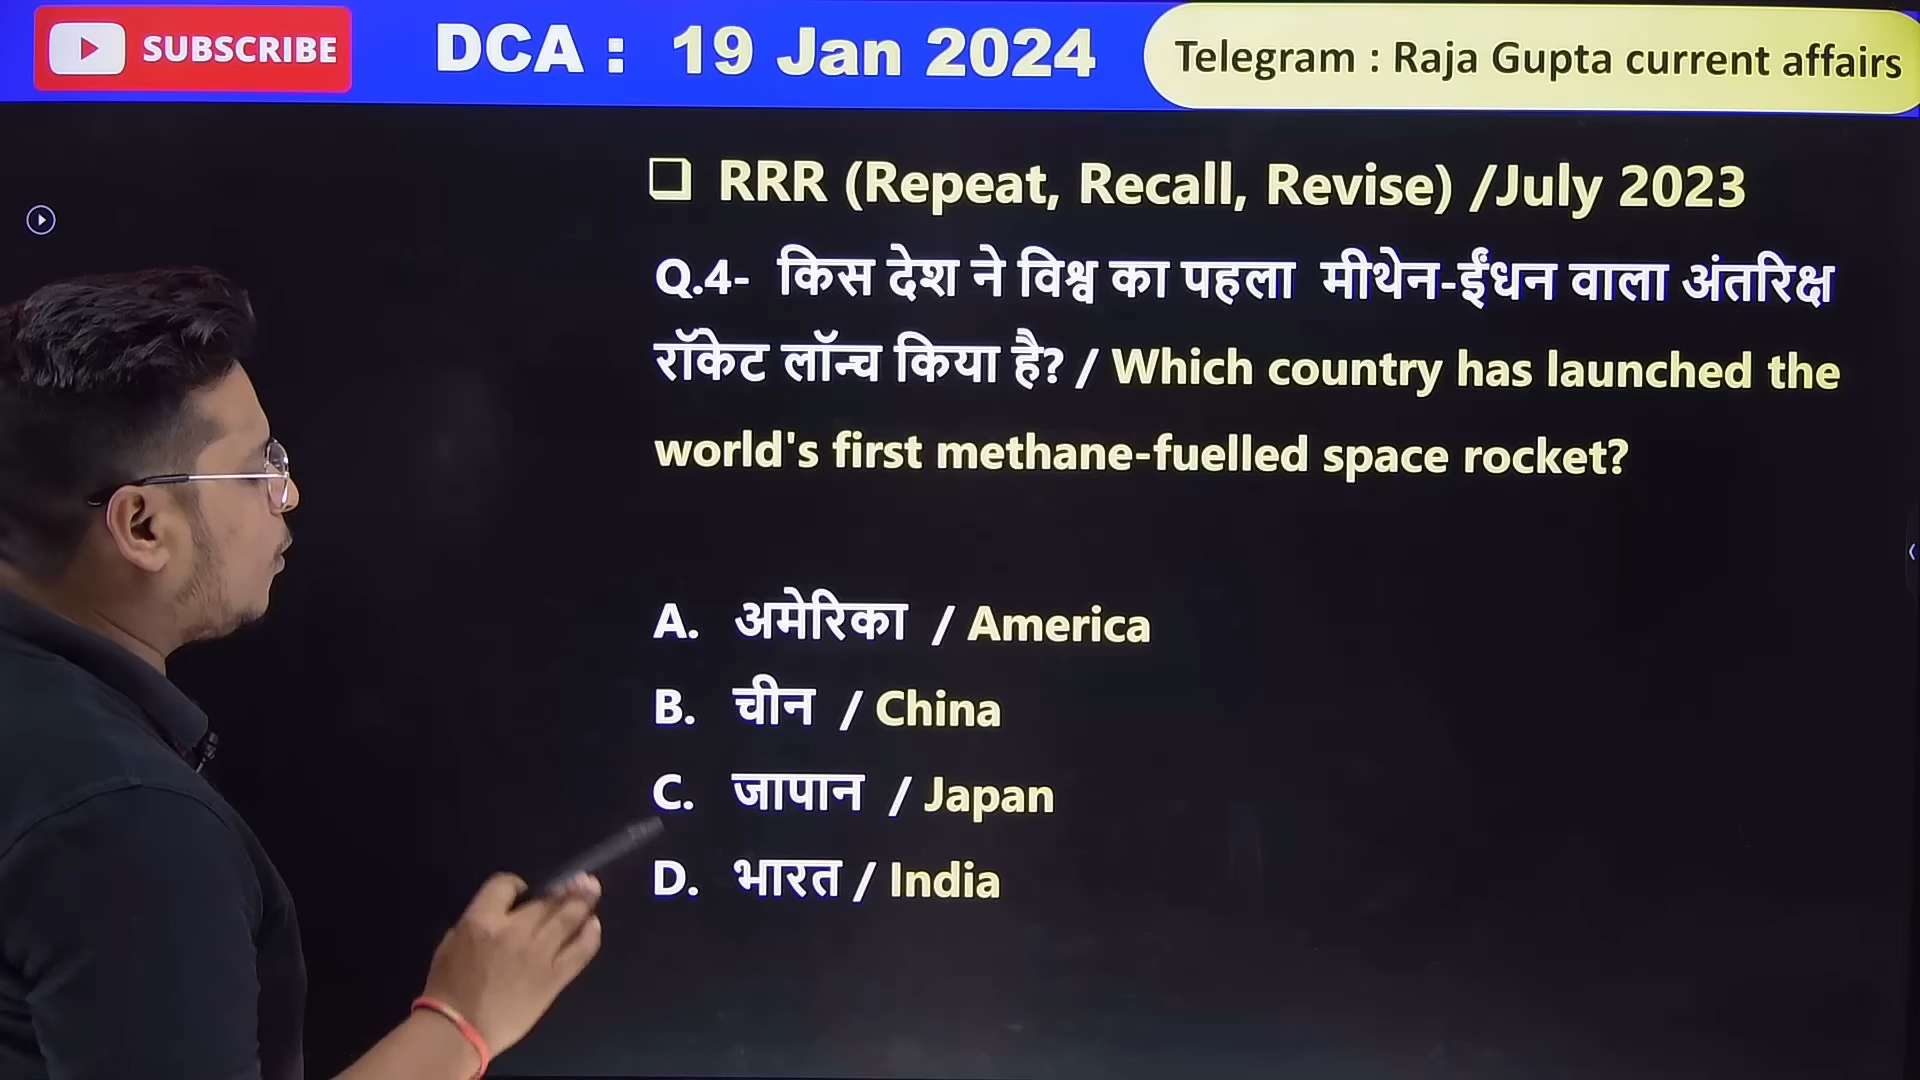 SUBSCRIBE
DCA : 19 Jan 2024
Telegram : Raja Gupta current affairs
❑ RRR (Repeat, Recall, Revise) /July 2023
Q.4- किस देश ने विश्व का पहला मीथेन-ईंधन वाला अंतरिक्ष
रॉकेट लॉन्च किया है? / Which country has launched the
world's first methane-fuelled space rocket?
A. अमेरिका / America
B. चीन / China
C. जापान / Japan
D. भारत / India